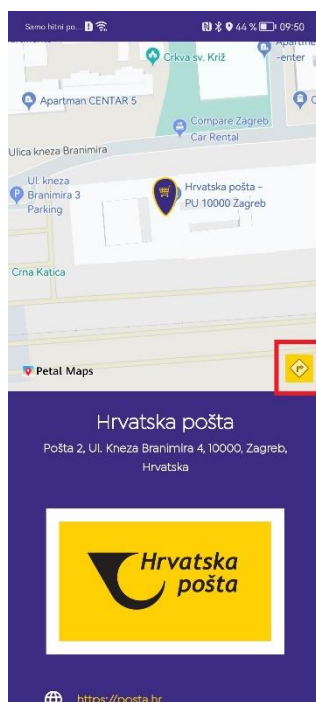 Samo hitni po...
44 %
09:50
Crkva sv. Križ
-enter
Apartman CENTAR 5
Compare Zagreb
Car Rental
Ulica kneza Branimira
Ul. kneza
Branimira 3
Parking
Hrvatska pošta -
PU 10000 Zagreb
Crna Katica
Petal Maps
Hrvatska pošta
Pošta 2, Ul. Kneza Branimira 4, 10000, Zagreb,
Hrvatska
Hrvatska
pošta
https://posta.hr